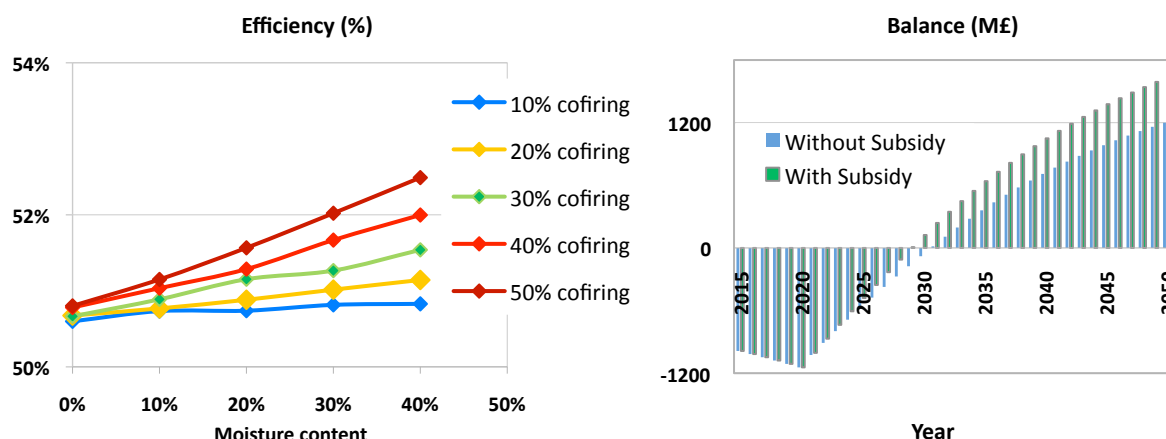 Efficiency (%)
54%
52%
50%
0%
10%
20%
30%
40%
50%
Moisture content
10% cofiring
20% cofiring
30% cofiring
40% cofiring
50% cofiring
Balance (M£)
1200
0
-1200
Without Subsidy
With Subsidy
2015
2020
2025
2030
2035
2040
2045
2050
Year